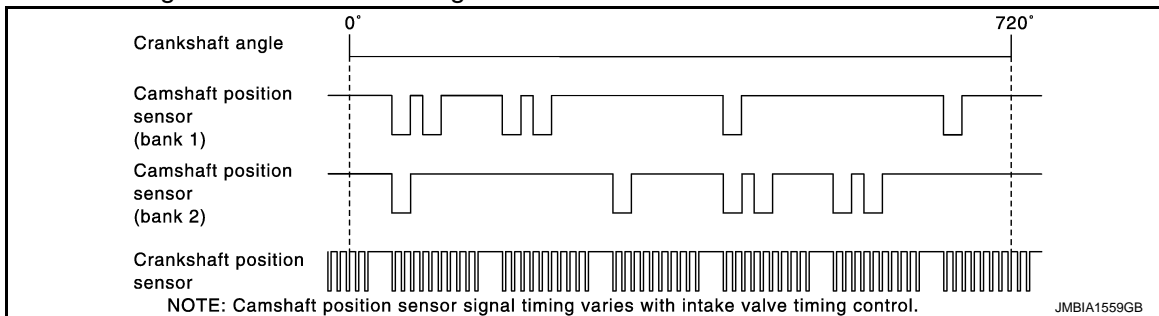 0° 720°
Crankshaft angle
Camshaft position
sensor
(bank 1)
Camshaft position
sensor
(bank 2)
Crankshaft position
sensor
NOTE: Camshaft position sensor signal timing varies with intake valve timing control.
JMBIA1559GB